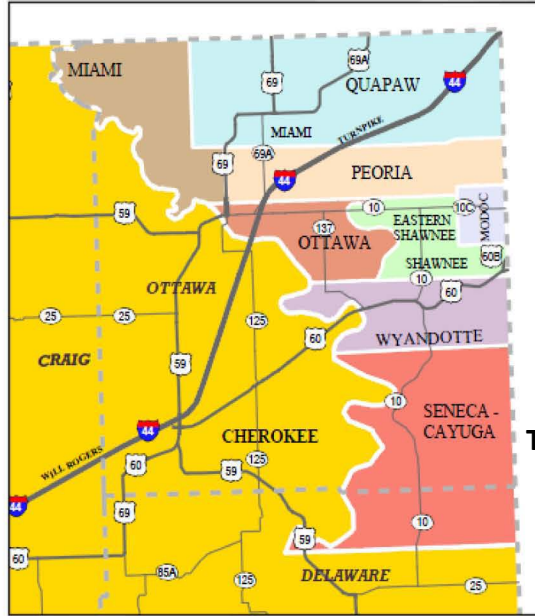 69A
MIAMI
69
QUAPAW
44
MIAMI
TURNPIKE
69A
69
44
PEORIA
59
10
10C
EASTERN
SHAWNEE
MODOC
137
OTTAWA
SHAWNEE
60B
10
OTTAWA
60
25
25
125
60
WYANDOTTE
CRAIG
59
10
SENECA -
CAYUGA
44
CHEROKEE
T
WILL ROGERS
60
59
125
44
69
10
59
60
85A
125
DELAWARE
25